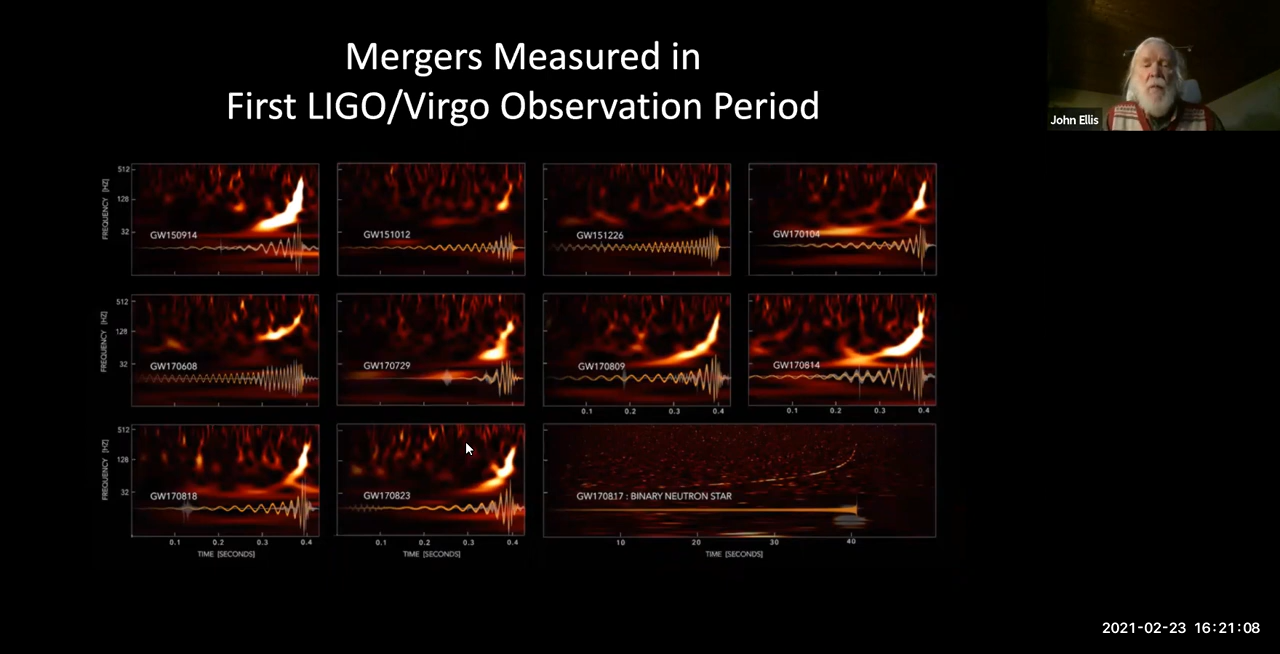 Mergers Measured in
First LIGO/Virgo Observation Period
John Ellis
FREQUENCY [HZ]
512
128
32
GW150914
GW151012
GW151226
GW170104
FREQUENCY [HZ]
512
128
32
GW170608
GW170729
GW170809
GW170814
0.1 0.2 0.3 0.4
0.1 0.2 0.3 0.4
FREQUENCY [HZ]
512
128
32
GW170818
GW170823
GW170817 : BINARY NEUTRON STAR
0.1 0.2 0.3 0.4
0.1 0.2 0.3 0.4
10 20 30 40
TIME [SECONDS]
TIME [SECONDS]
TIME [SECONDS]
2021-02-23 16:21:08